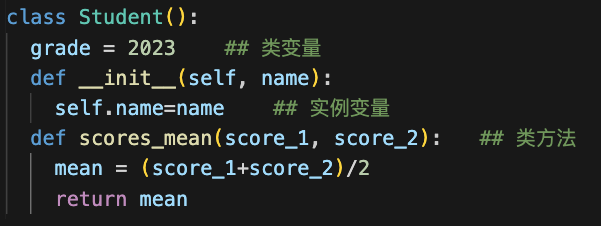 class Student():
  grade = 2023    ## 类变量
  def __init__(self, name):
    self.name=name    ## 实例变量
  def scores_mean(score_1, score_2):   ## 类方法
    mean = (score_1+score_2)/2
    return mean